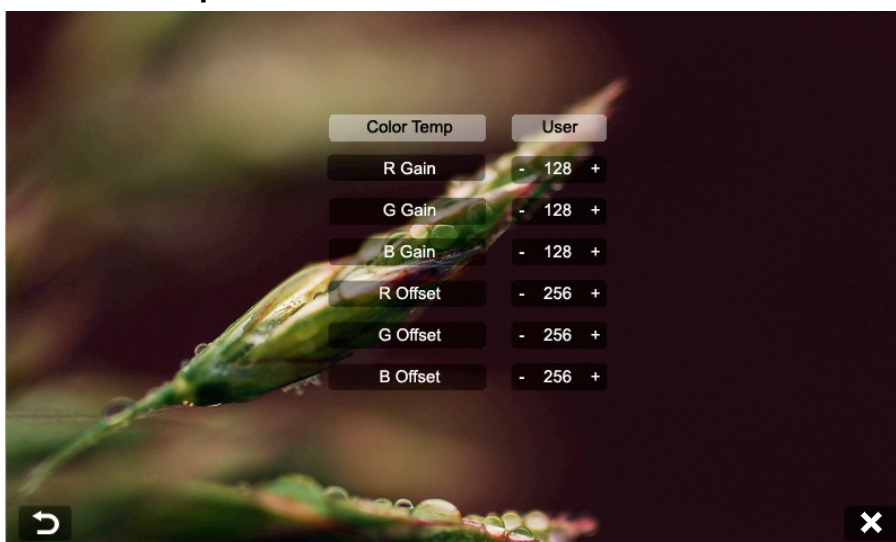 Color Temp User
R Gain - 128 +
G Gain - 128 +
B Gain - 128 +
R Offset - 256 +
G Offset - 256 +
B Offset - 256 +